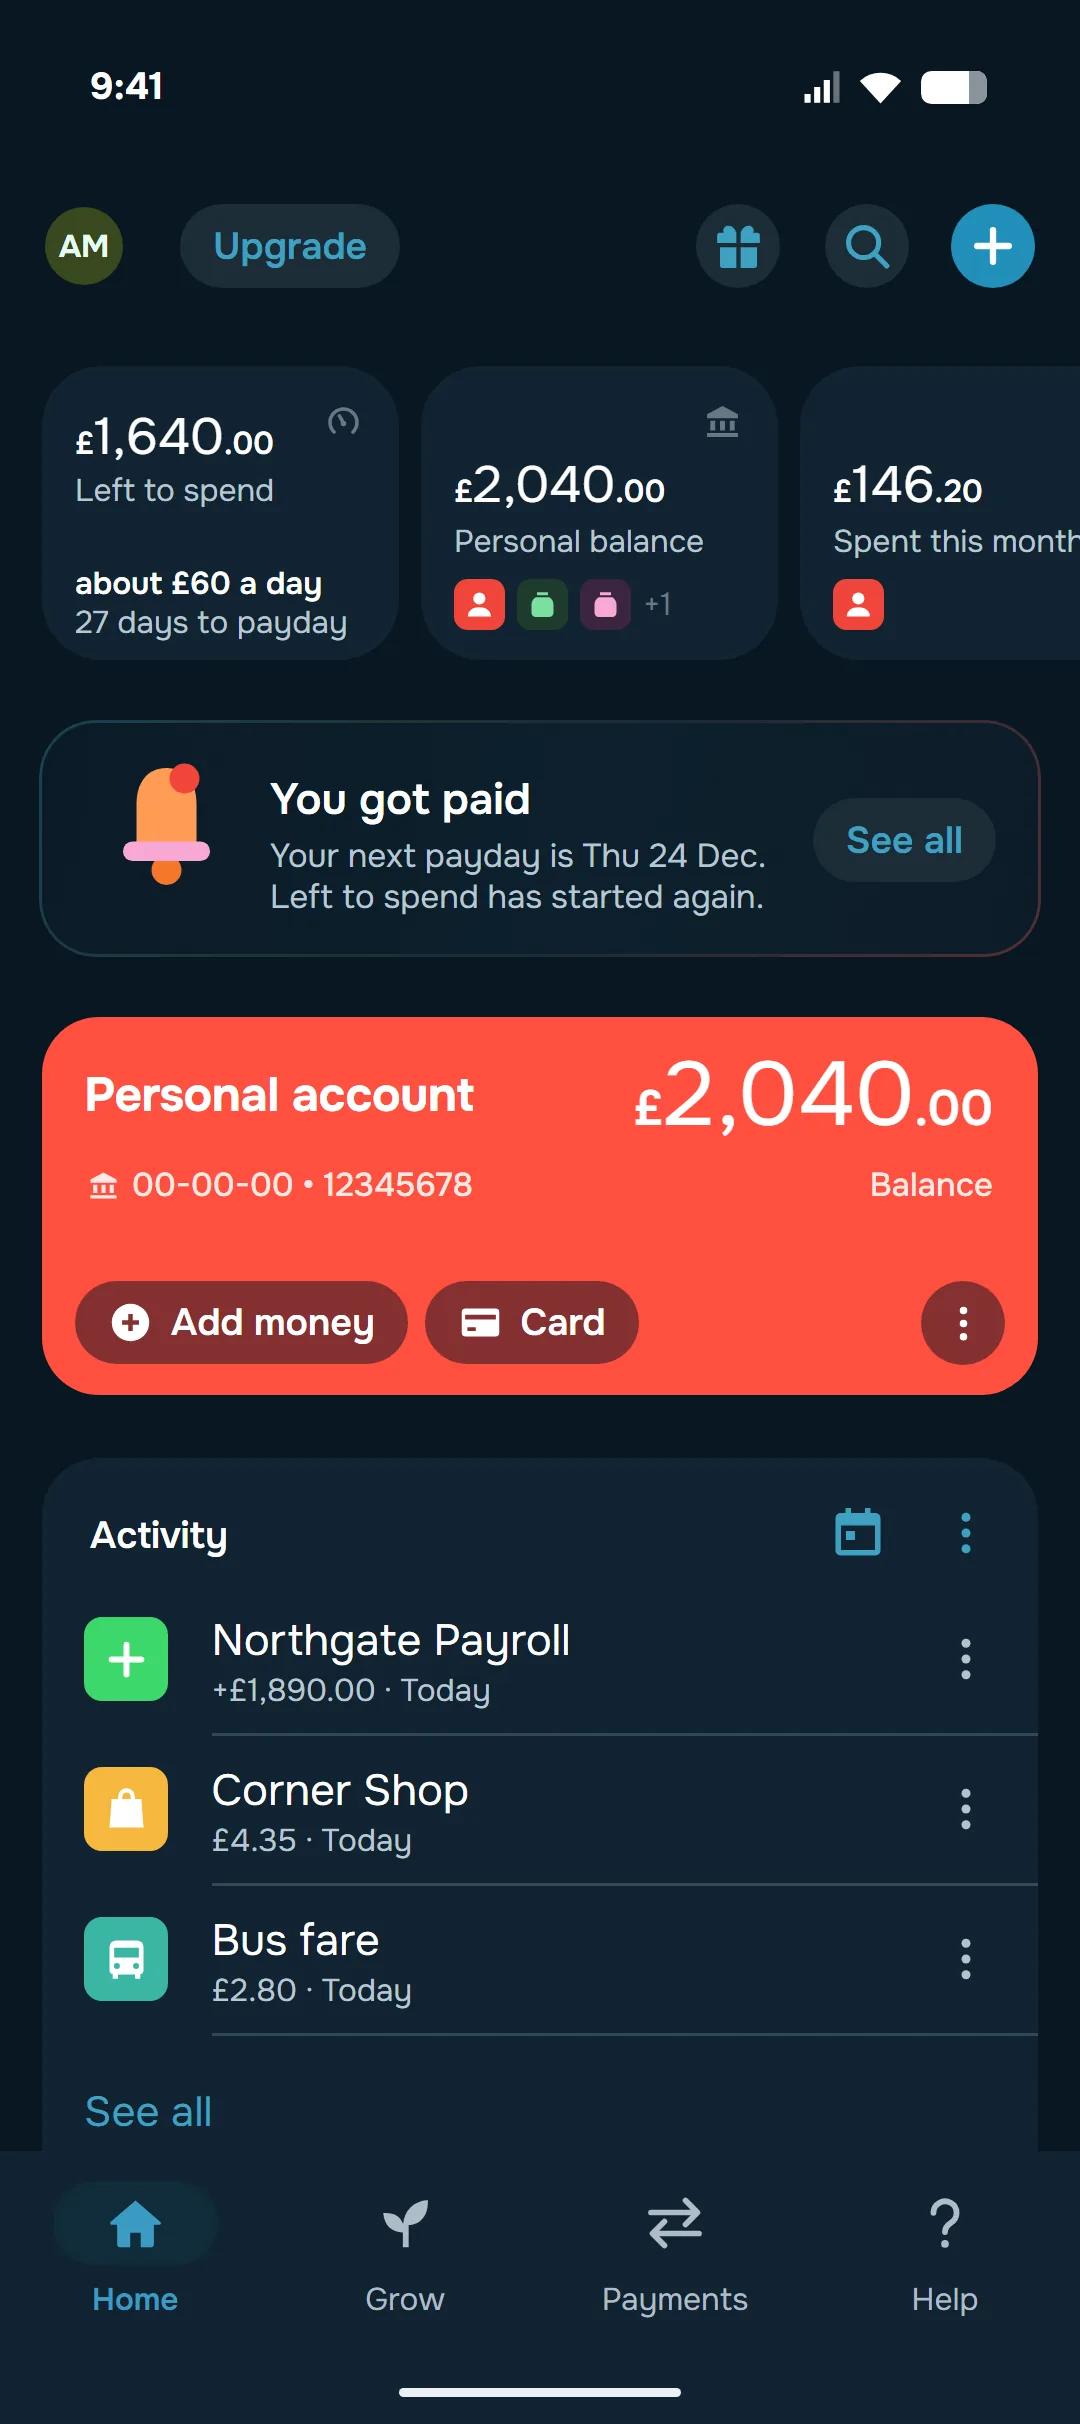 9:41
AM
Upgrade
£1,640.00
Left to spend
about £60 a day
27 days to payday
£2,040.00
Personal balance
+1
£146.20
Spent this month
You got paid
Your next payday is Thu 24 Dec.
Left to spend has started again.
See all
Personal account
£2,040.00
00-00-00 • 12345678
Balance
Add money
Card
Activity
Northgate Payroll
+£1,890.00 · Today
Corner Shop
£4.35 · Today
Bus fare
£2.80 · Today
See all
Home
Grow
Payments
Help